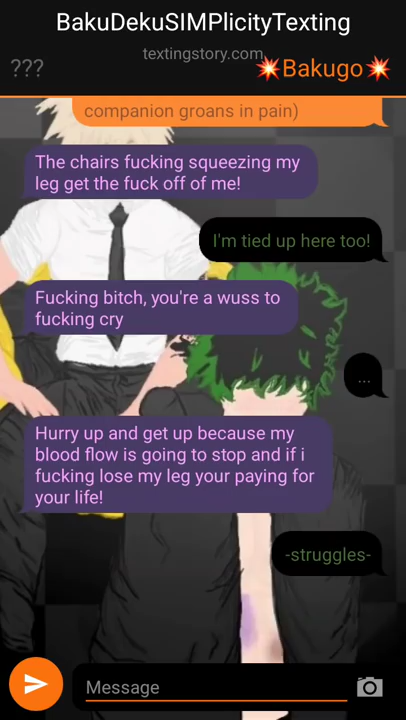 BakuDekuSIMPlicityTexting
textingstory.com
???
💥Bakugo💥
companion groans in pain)
The chairs fucking squeezing my
leg get the fuck off of me!
I'm tied up here too!
Fucking bitch, you're a wuss to
fucking cry
...
Hurry up and get up because my
blood flow is going to stop and if i
fucking lose my leg your paying for
your life!
-struggles-
Message